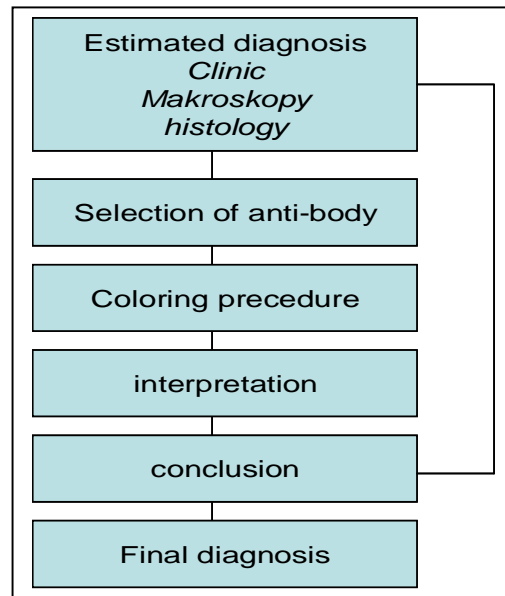 Estimated diagnosis
Clinic
Makroskopy
histology
Selection of anti-body
Coloring precedure
interpretation
conclusion
Final diagnosis